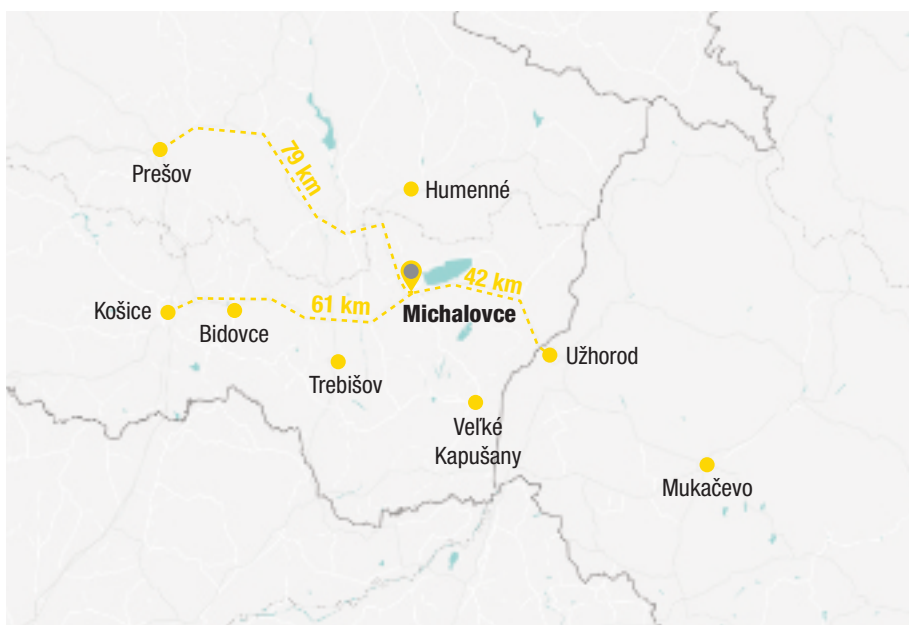 79 km
Prešov
Humenné
42 km
Košice
61 km
Michalovce
Bidovce
Užhorod
Trebišov
Veľké
Kapušany
Mukačevo